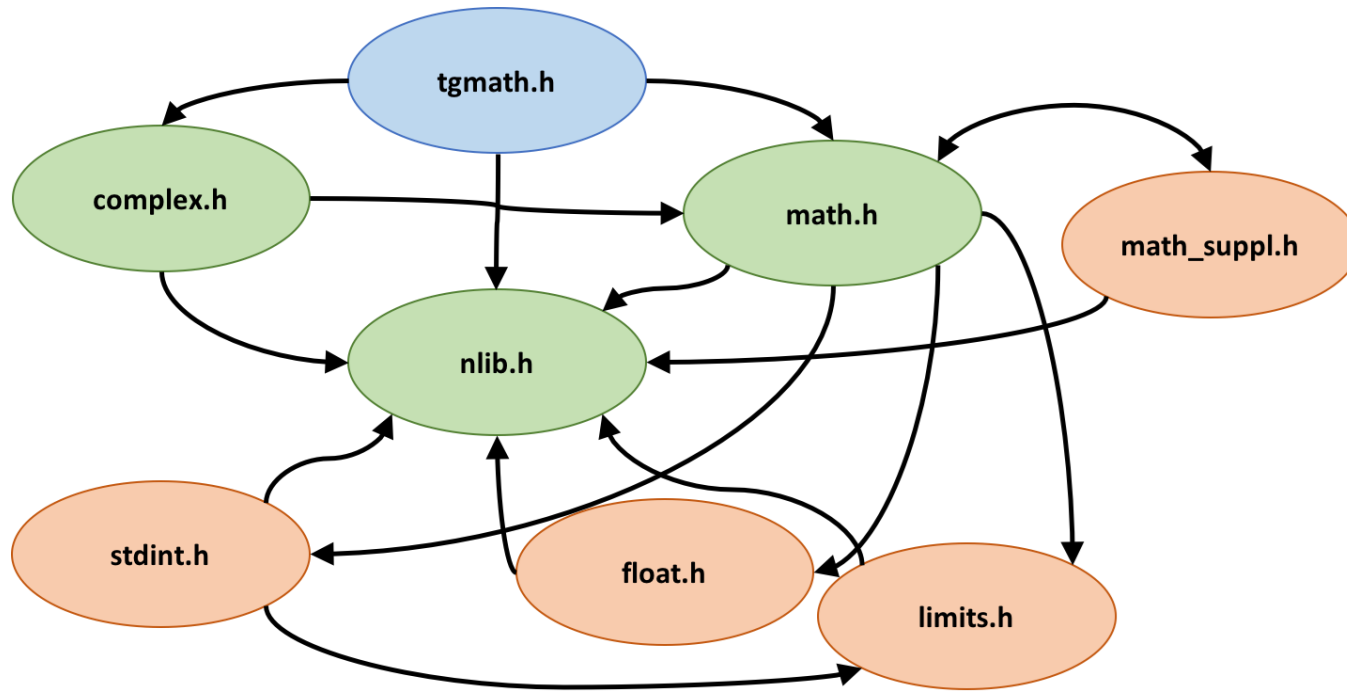 tgmath.h
complex.h
math.h
math_suppl.h
nlib.h
stdint.h
float.h
limits.h